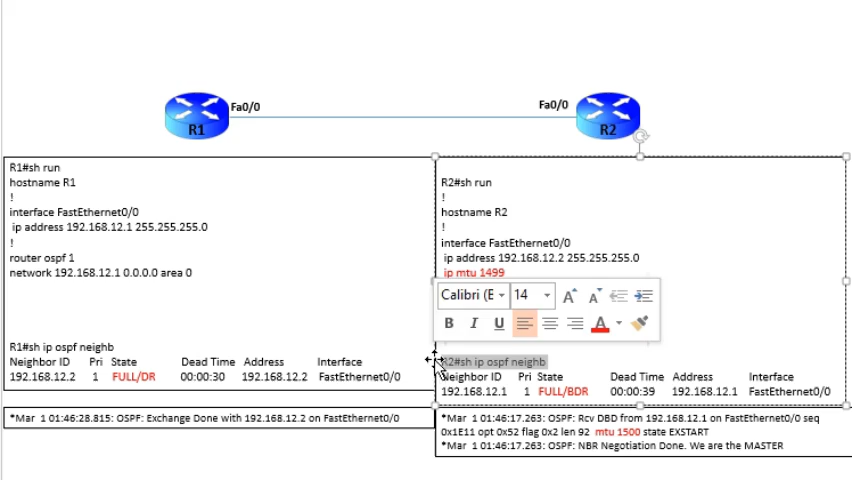 Fa0/0
Fa0/0
R1
R2
R1#sh run
hostname R1
!
interface FastEthernet0/0
ip address 192.168.12.1 255.255.255.0
!
router ospf 1
network 192.168.12.1 0.0.0.0 area 0
R1#sh ip ospf neighb
Neighbor ID Pri State Dead Time Address Interface
192.168.12.2 1 FULL/DR 00:00:30 192.168.12.2 FastEthernet0/0
*Mar 1 01:46:28.815: OSPF: Exchange Done with 192.168.12.2 on FastEthernet0/0
R2#sh run
!
hostname R2
!
interface FastEthernet0/0
ip address 192.168.12.2 255.255.255.0
ip mtu 1499
Calibri (E 14 A A
B I U A
R2#sh ip ospf neighb
Neighbor ID Pri State Dead Time Address Interface
192.168.12.1 1 FULL/BDR 00:00:39 192.168.12.1 FastEthernet0/0
*Mar 1 01:46:17.263: OSPF: Rcv DBD from 192.168.12.1 on FastEthernet0/0 seq
0x1E11 opt 0x52 flag 0x2 len 92 mtu 1500 state EXSTART
*Mar 1 01:46:17.263: OSPF: NBR Negotiation Done. We are the MASTER